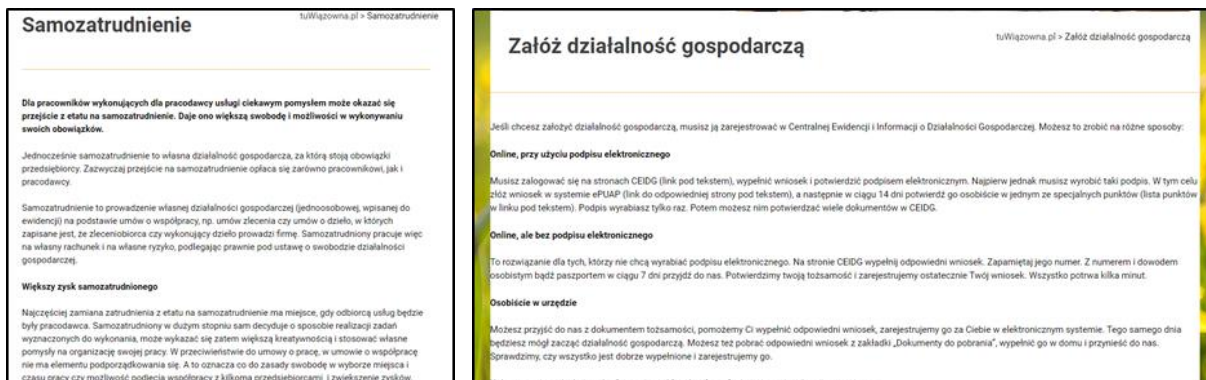 Samozatrudnienie
tuWiązowna.pl > Samozatrudnienie
Dla pracowników wykonujących dla pracodawcy usługi ciekawym pomysłem może okazać się
przejście z etatu na samozatrudnienie. Daje ono większą swobodę i możliwości w wykonywaniu
swoich obowiązków.
Jednocześnie samozatrudnienie to własna działalność gospodarcza, za którą stoją obowiązki
przedsiębiorcy. Zazwyczaj przejście na samozatrudnienie opłaca się zarówno pracownikowi, jak i
pracodawcy.
Samozatrudnienie to prowadzenie własnej działalności gospodarczej (jednoosobowej, wpisanej do
ewidencji) na podstawie umów o współpracy, np. umów zlecenia czy umów o dzieło, w których
zapisane jest, że zleceniobiorca czy wykonujący dzieło prowadzi firmę. Samozatrudniony pracuje więc
na własny rachunek i na własne ryzyko, podlegając prawnie pod ustawę o swobodzie działalności
gospodarczej.
Większy zysk samozatrudnionego
Najczęściej zamiana zatrudnienia z etatu na samozatrudnienie ma miejsce, gdy odbiorcą usług będzie
były pracodawca. Samozatrudniony w dużym stopniu sam decyduje o sposobie realizacji zadań
wyznaczonych do wykonania, może wykazać się zatem większą kreatywnością i stosować własne
pomysły na organizację swojej pracy. W przeciwieństwie do umowy o pracę, w umowie o współpracę
nie ma elementu podporządkowania się. A to oznacza co do zasady swobodę w wyborze miejsca i
czasu pracy czy możliwość podjęcia współpracy z kilkoma przedsiębiorcami, i zwiększenie zysków.
Załóż działalność gospodarczą
tuWiązowna.pl > Załóż działalność gospodarczą
Jeśli chcesz założyć działalność gospodarczą, musisz ją zarejestrować w Centralnej Ewidencji i Informacji o Działalności Gospodarczej. Możesz to zrobić na różne sposoby:
Online, przy użyciu podpisu elektronicznego
Musisz zalogować się na stronach CEIDG (link pod tekstem), wypełnić wniosek i potwierdzić podpisem elektronicznym. Najpierw jednak musisz wyrobić taki podpis. W tym celu
złóż wniosek w systemie ePUAP (link do odpowiedniej strony pod tekstem), a następnie w ciągu 14 dni potwierdź go osobiście w jednym ze specjalnych punktów (lista punktów
w linku pod tekstem). Podpis wyrabiasz tylko raz. Potem możesz nim potwierdzać wiele dokumentów w CEIDG.
Online, ale bez podpisu elektronicznego
To rozwiązanie dla tych, którzy nie chcą wyrabiać podpisu elektronicznego. Na stronie CEIDG wypełnij odpowiedni wniosek. Zapamiętaj jego numer. Z numerem i dowodem
osobistym bądź paszportem w ciągu 7 dni przyjdź do nas. Potwierdzimy twoją tożsamość i zarejestrujemy ostatecznie Twój wniosek. Wszystko potrwa kilka minut.
Osobiście w urzędzie
Możesz przyjść do nas z dokumentem tożsamości, pomożemy Ci wypełnić odpowiedni wniosek, zarejestrujemy go za Ciebie w elektronicznym systemie. Tego samego dnia
będziesz mógł zacząć działalność gospodarczą. Możesz też pobrać odpowiedni wniosek z zakładki „Dokumenty do pobrania”, wypełnić go w domu i przynieść do nas.
Sprawdzimy, czy wszystko jest dobrze wypełnione i zarejestrujemy go.